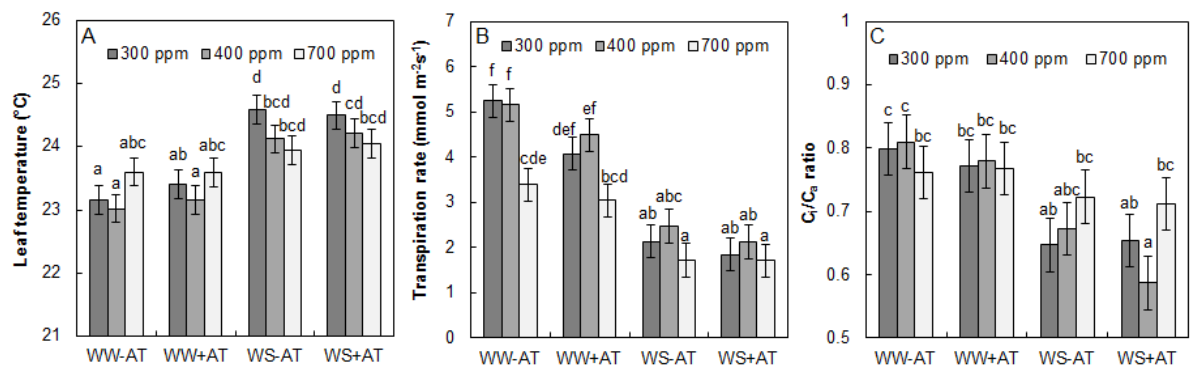 A
300 ppm 400 ppm 700 ppm
Leaf temperature (°C)
26
25
24
23
22
21
a a abc
ab a abc
d bcd bcd
d cd bcd
WW-AT WW+AT WS-AT WS+AT
B
300 ppm 400 ppm 700 ppm
Transpiration rate (mmol m⁻²s⁻¹)
7
6
5
4
3
2
1
0
f f cde
def ef bcd
ab abc a
ab ab a
WW-AT WW+AT WS-AT WS+AT
C
300 ppm 400 ppm 700 ppm
Cᵢ/Cₐ ratio
1
0.9
0.8
0.7
0.6
0.5
c c bc
bc bc bc
ab abc bc
ab a bc
WW-AT WW+AT WS-AT WS+AT